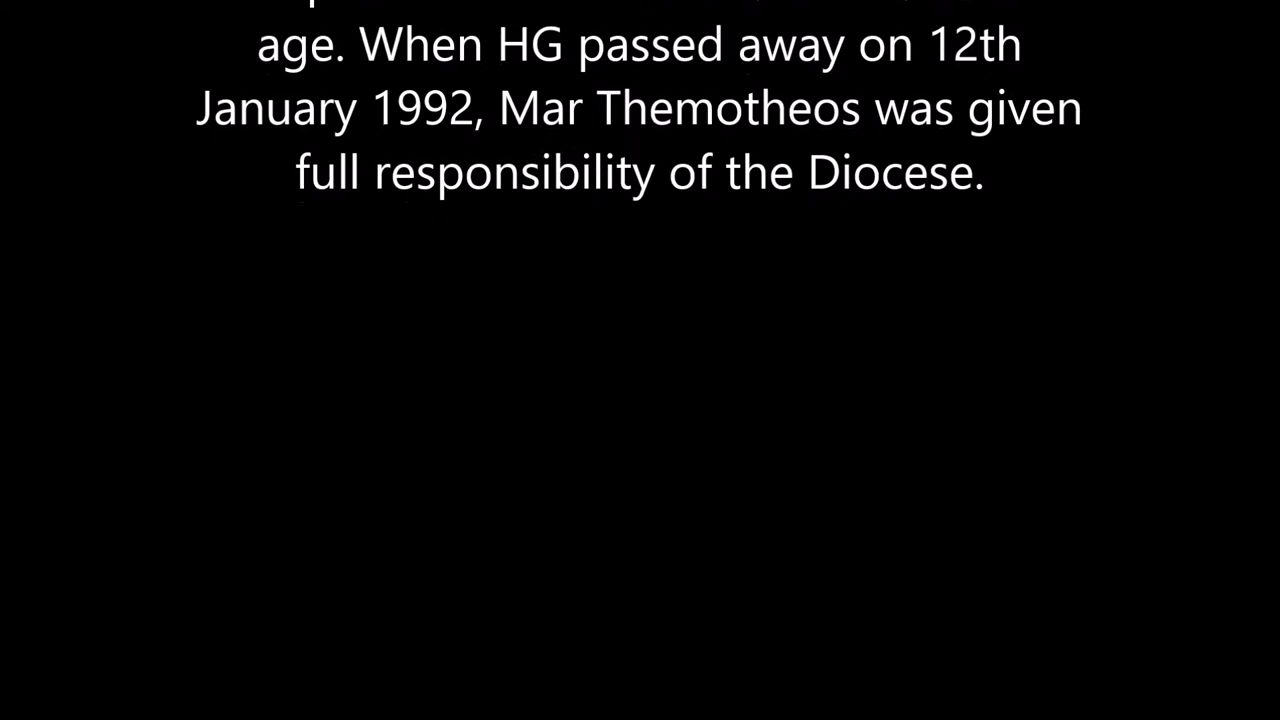 age. When HG passed away on 12th
January 1992, Mar Themotheos was given
full responsibility of the Diocese.